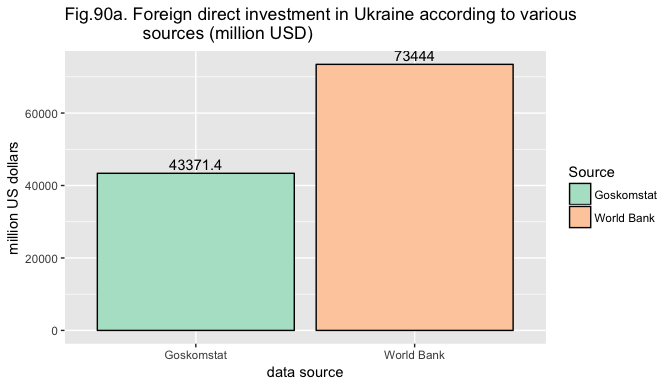 Fig.90a. Foreign direct investment in Ukraine according to various
sources (million USD)
73444
60000
43371.4
40000
20000
0
million US dollars
Goskomstat
World Bank
data source
Source
Goskomstat
World Bank